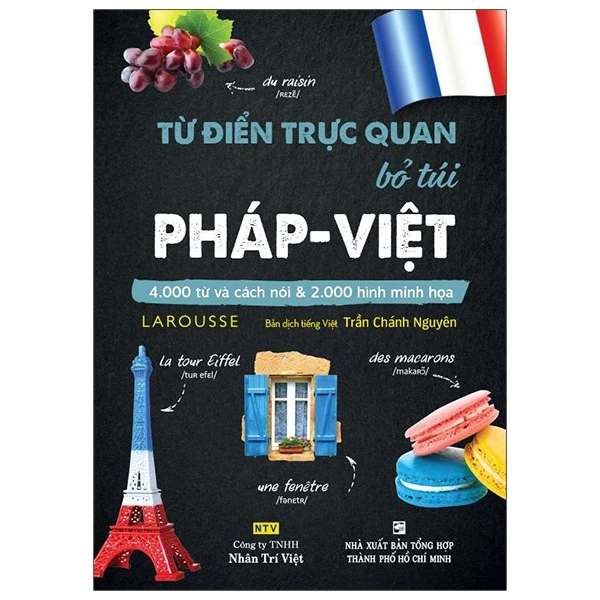 du raisin
/REZɛ̃/
TỪ ĐIỂN TRỰC QUAN
bỏ túi
PHÁP-VIỆT
4.000 từ và cách nói & 2.000 hình minh họa
LAROUSSE Bản dịch tiếng Việt Trần Chánh Nguyên
la tour Eiffel
/tuʀ efɛl/
des macarons
/makaʀɔ̃/
une fenêtre
/fənɛtʀ/
NTV
Công ty TNHH
Nhân Trí Việt
NHÀ XUẤT BẢN TỔNG HỢP
THÀNH PHỐ HỒ CHÍ MINH